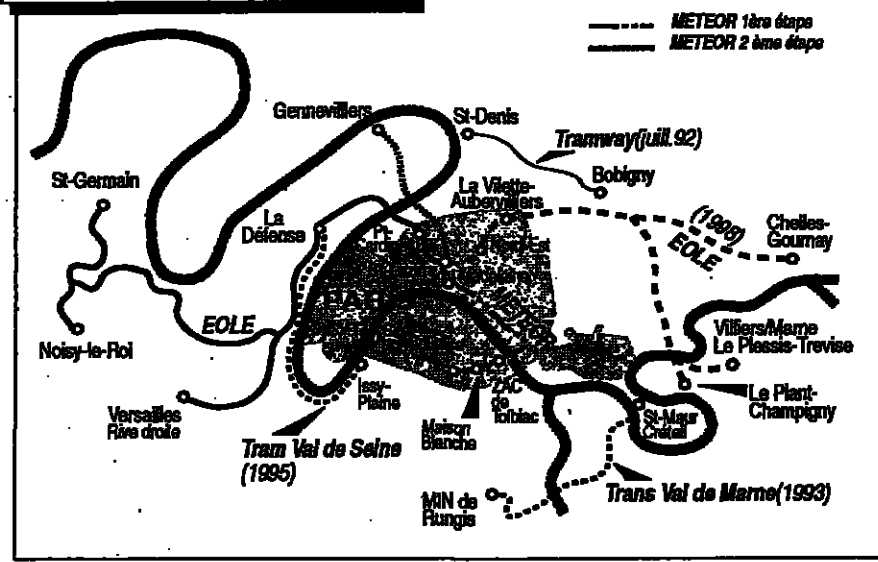 METEOR 1ère étape
METEOR 2 ème étape
Gennevilliers
St-Denis
Tramway(juil.92)
St-Germain
Bobigny
La Vilette-
Aubervilliers
La
Défense
(1998)
EOLE
Chelles-
Gournay
EOLE
Villiers/Marne
Le Plessis-Trevise
Noisy-le-Roi
Issy-
Plaine
ZAC
de
Tolbiac
Le Plant-
Champigny
Versailles
Rive droite
Maison
Blanche
St-Maur
Créteil
Tram Val de Seine
(1995)
MIN de
Rungis
Trans Val de Marne(1993)